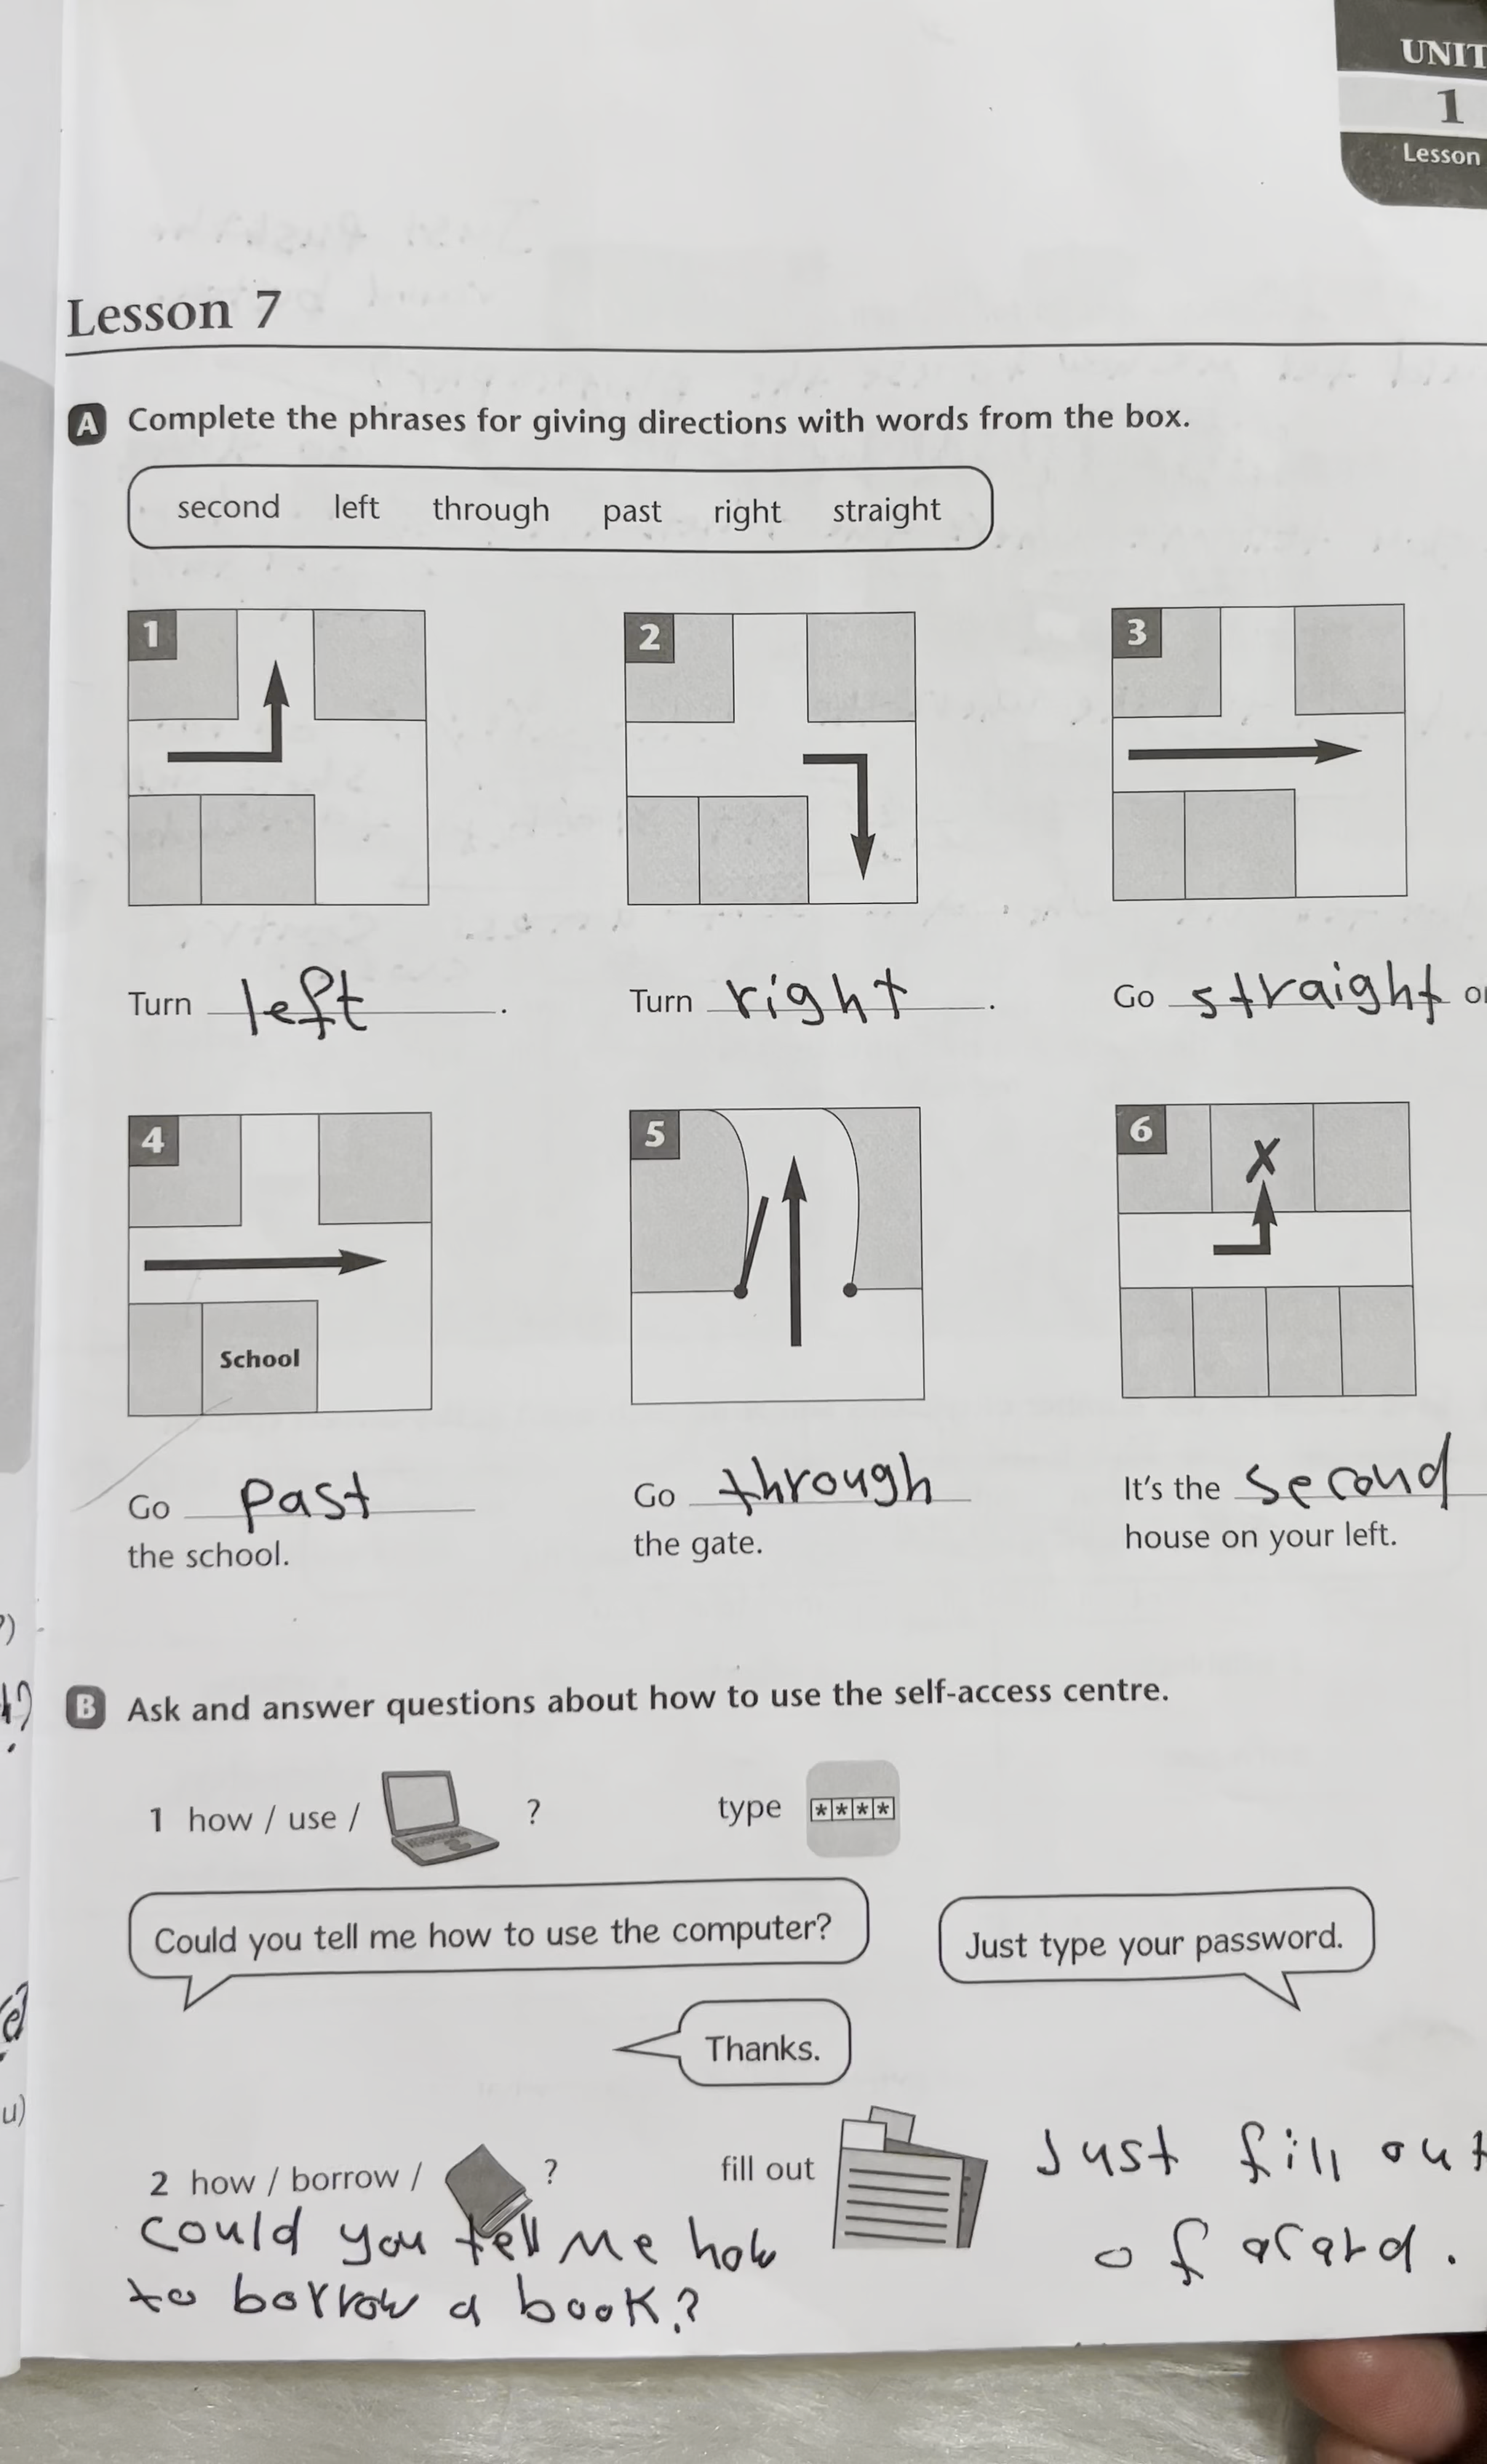 UNIT
1
Lesson
Lesson 7
A Complete the phrases for giving directions with words from the box.
second left through past right straight
1
2
3
Turn left .
Turn right .
Go straight
4
School
5
6
X
Go past
the school.
Go through
the gate.
It's the second
house on your left.
B Ask and answer questions about how to use the self-access centre.
1 how / use / ? type ****
Could you tell me how to use the computer?
Just type your password.
Thanks.
2 how / borrow / ? fill out
Just fill out
of acard.
could you tell me how
to borrow a book?